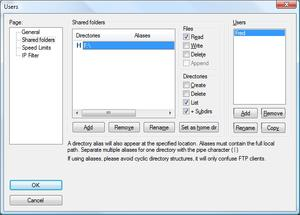 Users
Page:
General
Shared folders
Speed Limits
IP Filter
Shared folders
Directories Aliases
H F:\
Files
Read
Write
Delete
Append
Directories
Create
Delete
List
+ Subdirs
Users
Fred
Add
Remove
Rename
Set as home dir
Add
Remove
Rename
Copy
A directory alias will also appear at the specified location. Aliases must contain the full local
path. Separate multiple aliases for one directory with the pipe character (|)
If using aliases, please avoid cyclic directory structures, it will only confuse FTP clients.
OK
Cancel